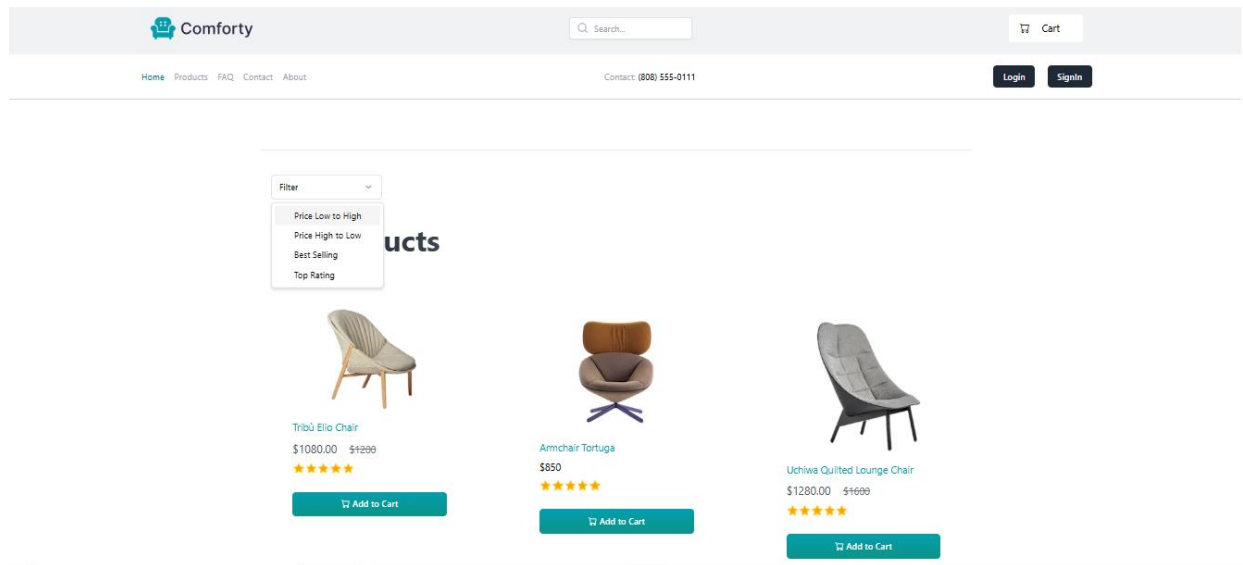 Comforty
Search...
Cart
Home Products FAQ Contact About
Contact: (808) 555-0111
Login SignIn
Filter
Price Low to High
Price High to Low
Best Selling
Top Rating
ucts
Tribù Elio Chair
$1080.00 $1200
Add to Cart
Armchair Tortuga
$850
Add to Cart
Uchiwa Quilted Lounge Chair
$1280.00 $1600
Add to Cart